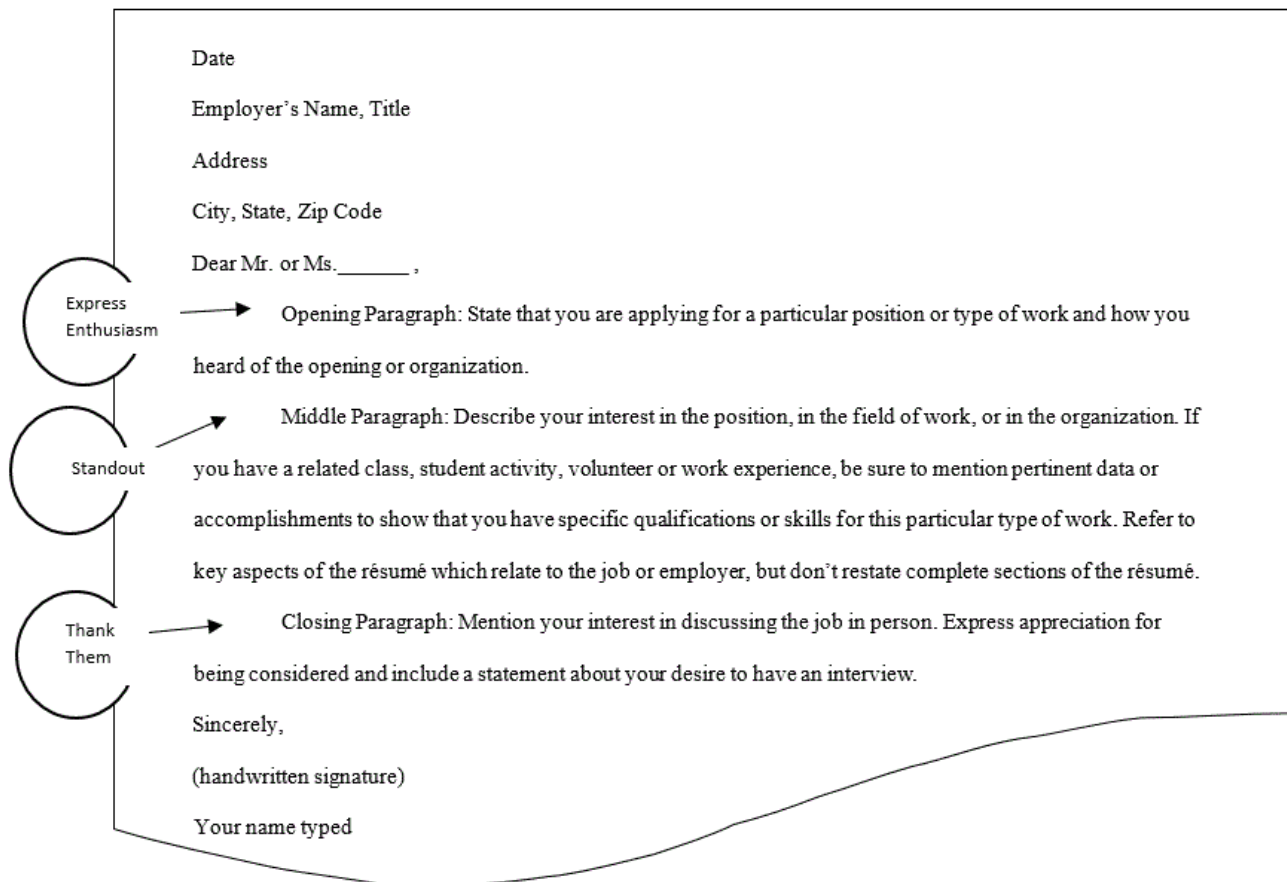 Date
Employer’s Name, Title
Address
City, State, Zip Code
Dear Mr. or Ms.______ ,
Express
Enthusiasm
Opening Paragraph: State that you are applying for a particular position or type of work and how you
heard of the opening or organization.
Standout
Middle Paragraph: Describe your interest in the position, in the field of work, or in the organization. If
you have a related class, student activity, volunteer or work experience, be sure to mention pertinent data or
accomplishments to show that you have specific qualifications or skills for this particular type of work. Refer to
key aspects of the résumé which relate to the job or employer, but don’t restate complete sections of the résumé.
Thank
Them
Closing Paragraph: Mention your interest in discussing the job in person. Express appreciation for
being considered and include a statement about your desire to have an interview.
Sincerely,
(handwritten signature)
Your name typed